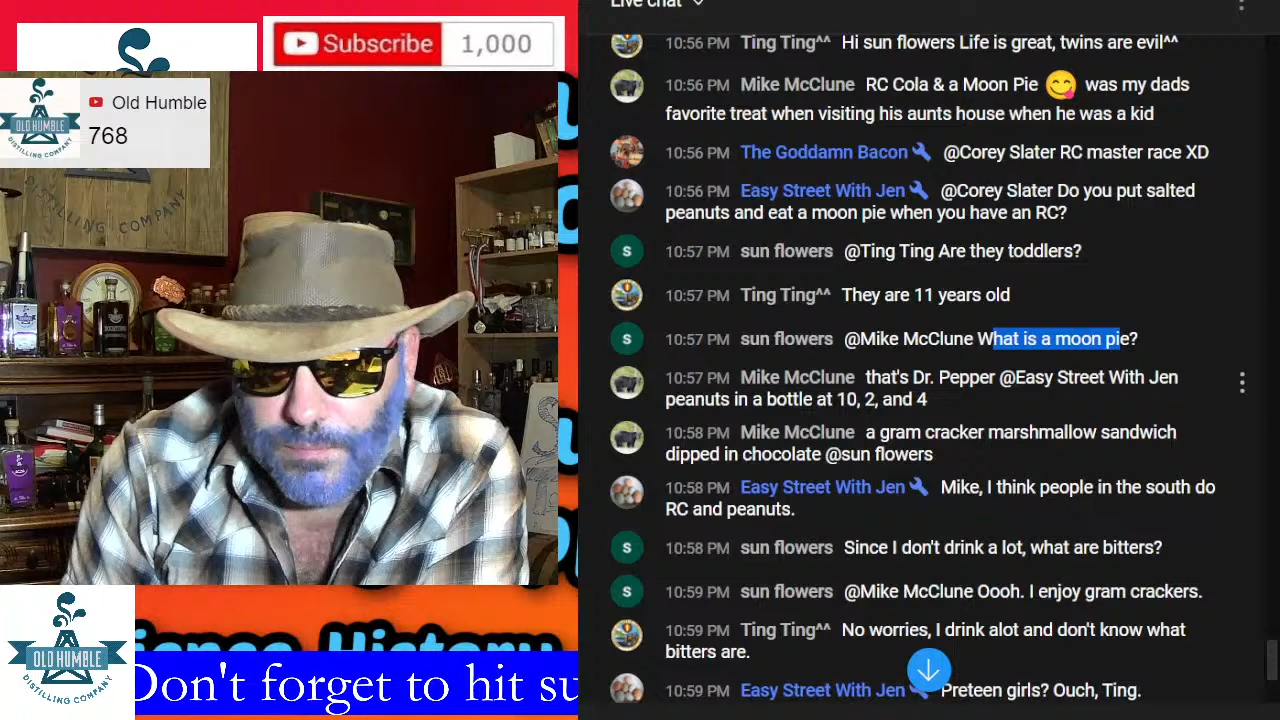 Subscribe 1,000
Old Humble
768
OLD HUMBLE
DISTILLING COMPANY
DISTILLING COMPANY
OLD HUMBLE
DISTILLING COMPANY
History
Don't forget to hit su
Live chat
10:56 PM Ting Ting^^ Hi sun flowers Life is great, twins are evil^^
10:56 PM Mike McClune RC Cola & a Moon Pie 😋 was my dads
favorite treat when visiting his aunts house when he was a kid
10:56 PM The Goddamn Bacon @Corey Slater RC master race XD
10:56 PM Easy Street With Jen @Corey Slater Do you put salted
peanuts and eat a moon pie when you have an RC?
S 10:57 PM sun flowers @Ting Ting Are they toddlers?
10:57 PM Ting Ting^^ They are 11 years old
S 10:57 PM sun flowers @Mike McClune What is a moon pie?
10:57 PM Mike McClune that's Dr. Pepper @Easy Street With Jen
peanuts in a bottle at 10, 2, and 4
10:58 PM Mike McClune a gram cracker marshmallow sandwich
dipped in chocolate @sun flowers
10:58 PM Easy Street With Jen Mike, I think people in the south do
RC and peanuts.
S 10:58 PM sun flowers Since I don't drink a lot, what are bitters?
S 10:59 PM sun flowers @Mike McClune Oooh. I enjoy gram crackers.
10:59 PM Ting Ting^^ No worries, I drink alot and don't know what
bitters are.
10:59 PM Easy Street With Jen Preteen girls? Ouch, Ting.